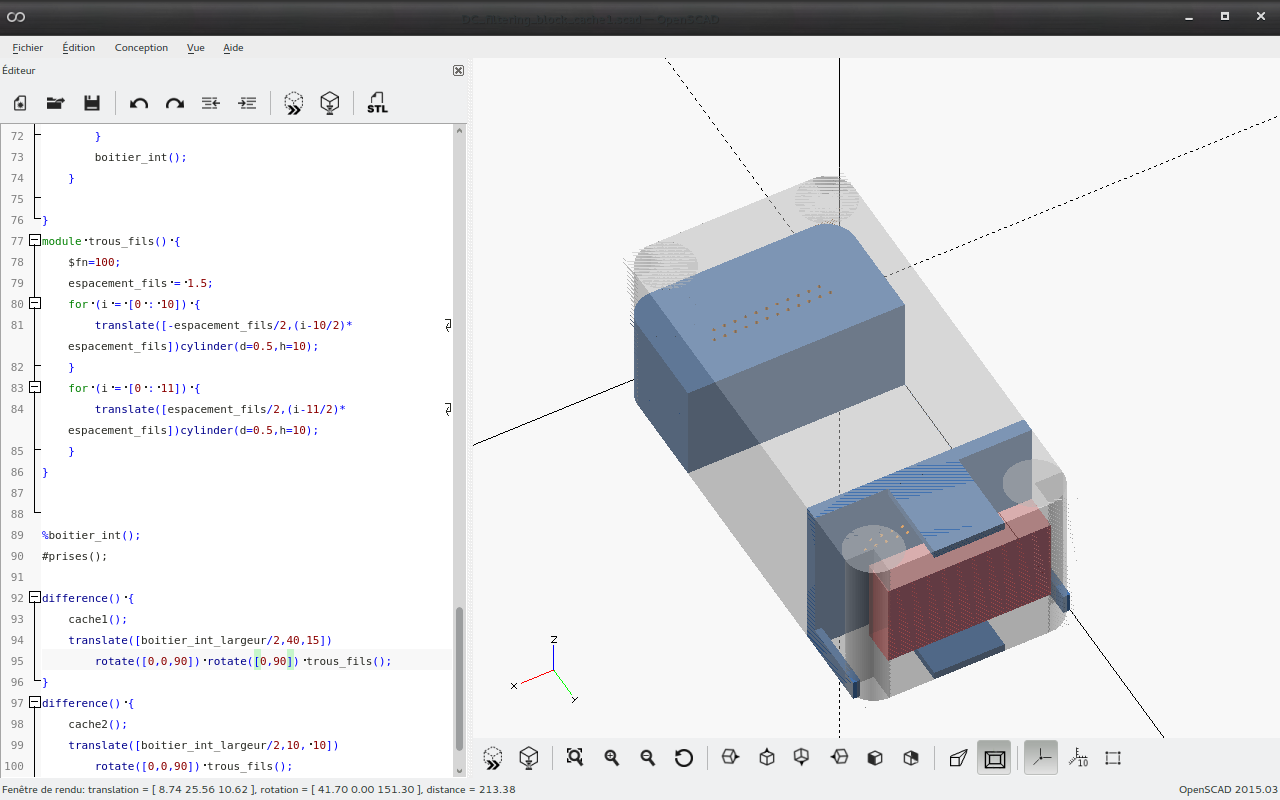 DC_filtering_block_cache3.scad — OpenSCAD
Fichier Édition Conception Vue Aide
Éditeur
STL
72 }
73 boitier_int();
74 }
75
76 }
77 module trous_fils() {
78 $fn=100;
79 espacement_fils = 1.5;
80 for (i = [0 : 10]) {
81 translate([-espacement_fils/2,(i-10/2)*
espacement_fils])cylinder(d=0.5,h=10);
82 }
83 for (i = [0 : 11]) {
84 translate([espacement_fils/2,(i-11/2)*
espacement_fils])cylinder(d=0.5,h=10);
85 }
86 }
87
88
89 %boitier_int();
90 #prises();
91
92 difference() {
93 cache1();
94 translate([boitier_int_largeur/2,40,15])
95 rotate([0,0,90]) rotate([0,90]) trous_fils();
96 }
97 difference() {
98 cache2();
99 translate([boitier_int_largeur/2,10, 10])
100 rotate([0,0,90]) trous_fils();
Z
X
Y
10
Fenêtre de rendu: translation = [ 8.74 25.56 10.62 ], rotation = [ 41.70 0.00 151.30 ], distance = 213.38
OpenSCAD 2015.03